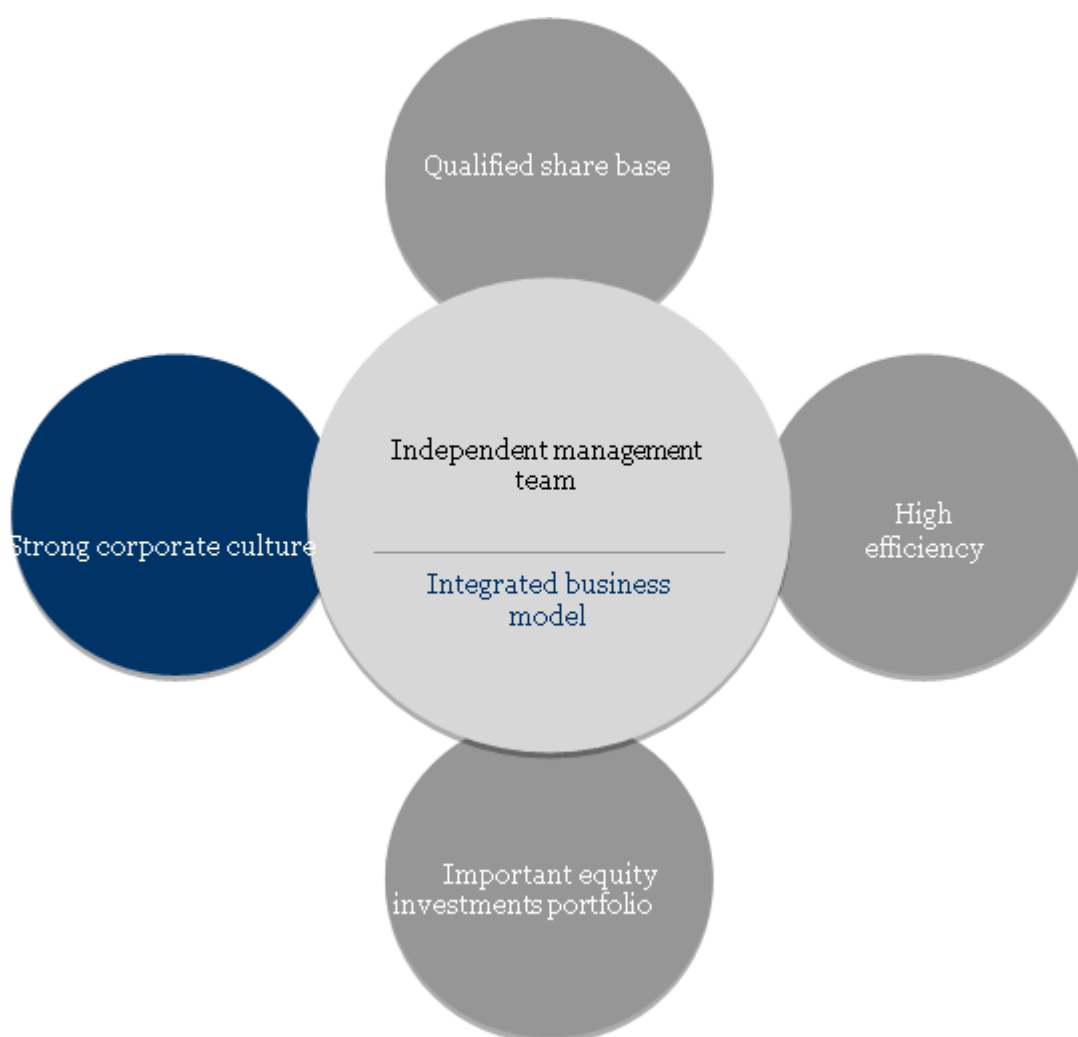 Qualified share base
Independent management
team
Strong corporate culture
High
efficiency
Integrated business
model
Important equity
investments portfolio